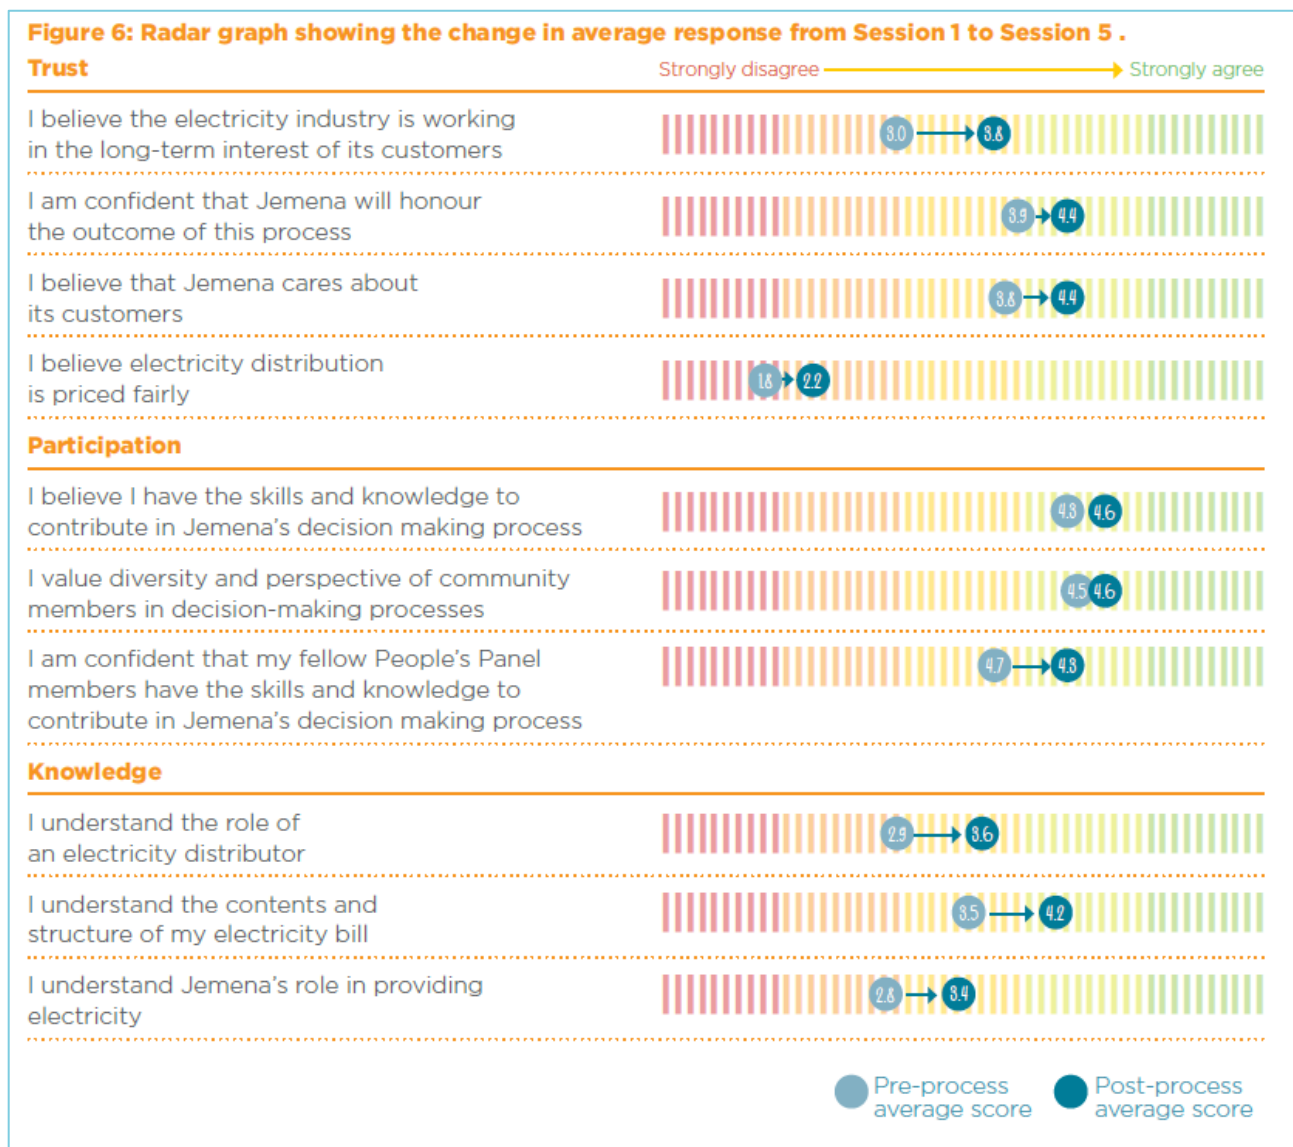 Figure 6: Radar graph showing the change in average response from Session 1 to Session 5 .
Trust
Strongly disagree
Strongly agree
I believe the electricity industry is working
in the long-term interest of its customers
3.0
3.8
I am confident that Jemena will honour
the outcome of this process
3.9
4.4
I believe that Jemena cares about
its customers
3.8
4.4
I believe electricity distribution
is priced fairly
1.8
2.2
Participation
I believe I have the skills and knowledge to
contribute in Jemena's decision making process
4.3
4.6
I value diversity and perspective of community
members in decision-making processes
4.5
4.6
I am confident that my fellow People's Panel
members have the skills and knowledge to
contribute in Jemena's decision making process
4.7
4.3
Knowledge
I understand the role of
an electricity distributor
2.9
3.6
I understand the contents and
structure of my electricity bill
3.5
4.2
I understand Jemena's role in providing
electricity
2.8
3.4
Pre-process
average score
Post-process
average score